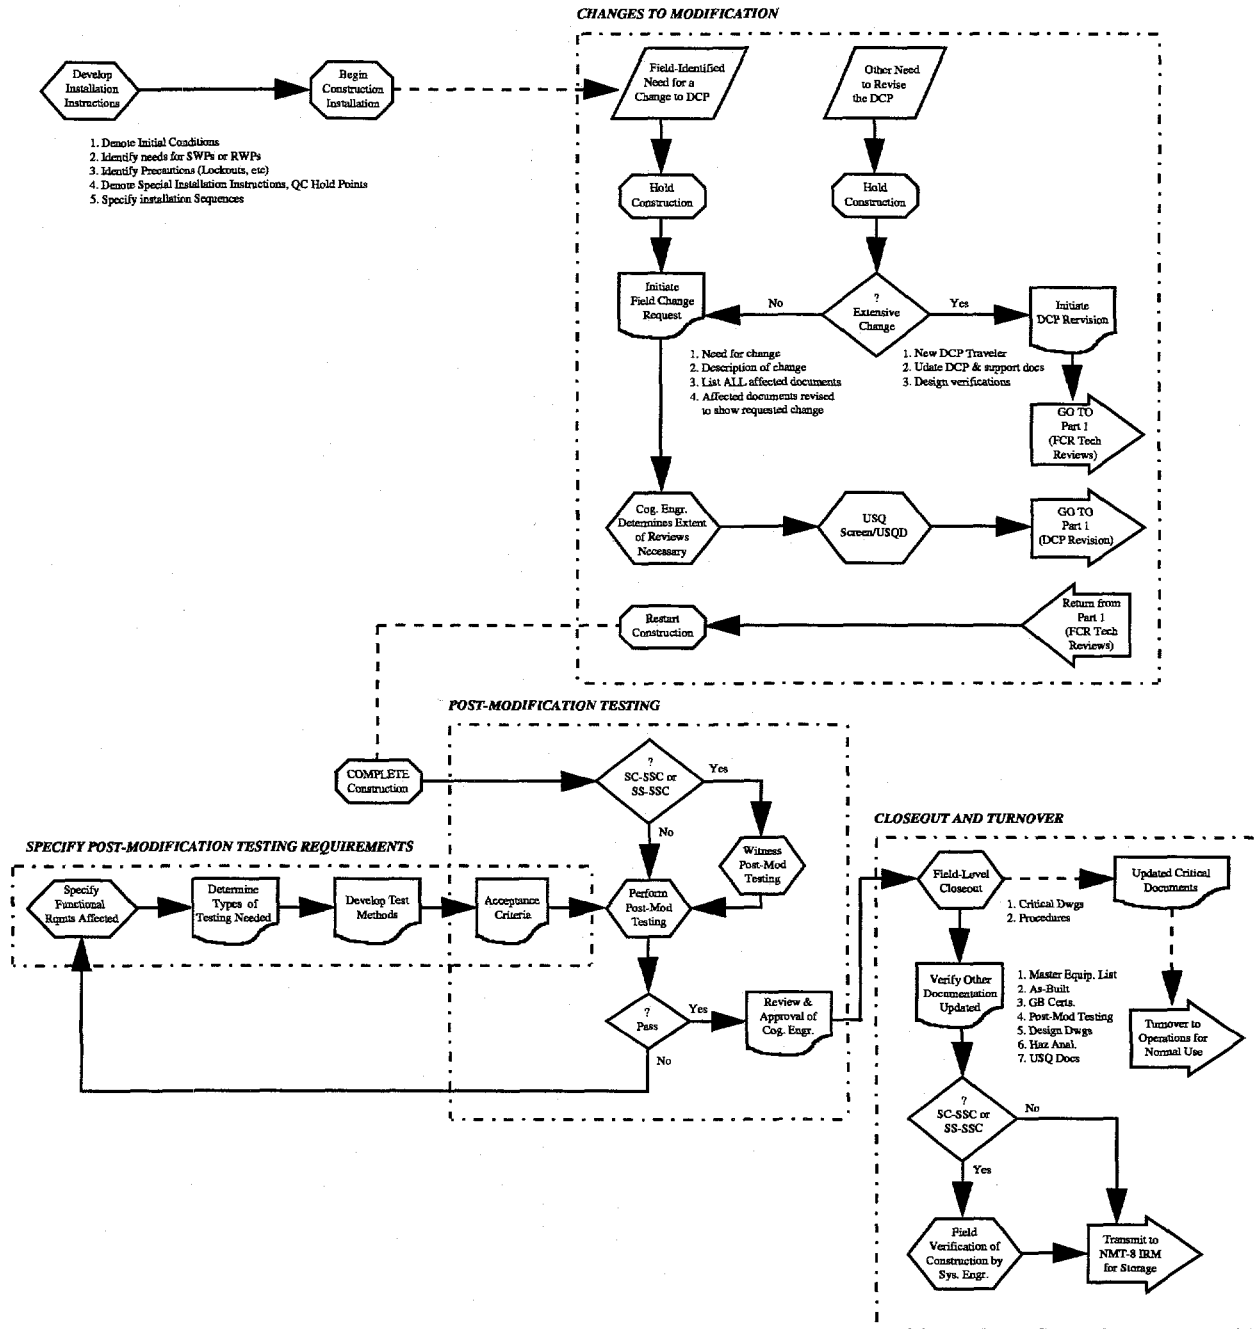 CHANGES TO MODIFICATION
Develop
Installation
Instructions
Begin
Construction
Installation
Field-Identified
Need for a
Change to DCP
Other Need
to Revise
the DCP
1. Denote Initial Conditions
2. Identify needs for SWPs or RWPs
3. Identify Precautions (Lockouts, etc)
4. Denote Special Installation Instructions, QC Hold Points
5. Specify installation Sequences
Hold
Construction
Hold
Construction
Initiate
Field Change
Request
No
?
Extensive
Change
Yes
Initiate
DCP Rervision
1. Need for change
2. Description of change
3. List ALL affected documents
4. Affected documents revised
to show requested change
1. New DCP Traveler
2. Udate DCP & support docs
3. Design verifications
GO TO
Part 1
(FCR Tech
Reviews)
Cog. Engr.
Determines Extent
of Reviews
Necessary
USQ
Screen/USQD
GO TO
Part 1
(DCP Revision)
Restart
Construction
Return from
Part 1
(FCR Tech
Reviews)
POST-MODIFICATION TESTING
COMPLETE
Construction
?
SC-SSC or
SS-SSC
Yes
No
Witness
Post-Mod
Testing
SPECIFY POST-MODIFICATION TESTING REQUIREMENTS
Specify
Functional
Rqmts Affected
Determine
Types of
Testing Needed
Develop Test
Methods
Acceptance
Criteria
Perform
Post-Mod
Testing
?
Pass
Yes
No
Review &
Approval of
Cog. Engr.
CLOSEOUT AND TURNOVER
Field-Level
Closeout
1. Critical Dwgs
2. Procedures
Updated Critical
Documents
Verify Other
Documentation
Updated
1. Master Equip. List
2. As-Built
3. GB Certs.
4. Post-Mod Testing
5. Design Dwgs
6. Haz Anal.
7. USQ Docs
Turnover to
Operations for
Normal Use
?
SC-SSC or
SS-SSC
No
Yes
Field
Verification of
Construction by
Sys. Engr.
Transmit to
NMT-8 IRM
for Storage